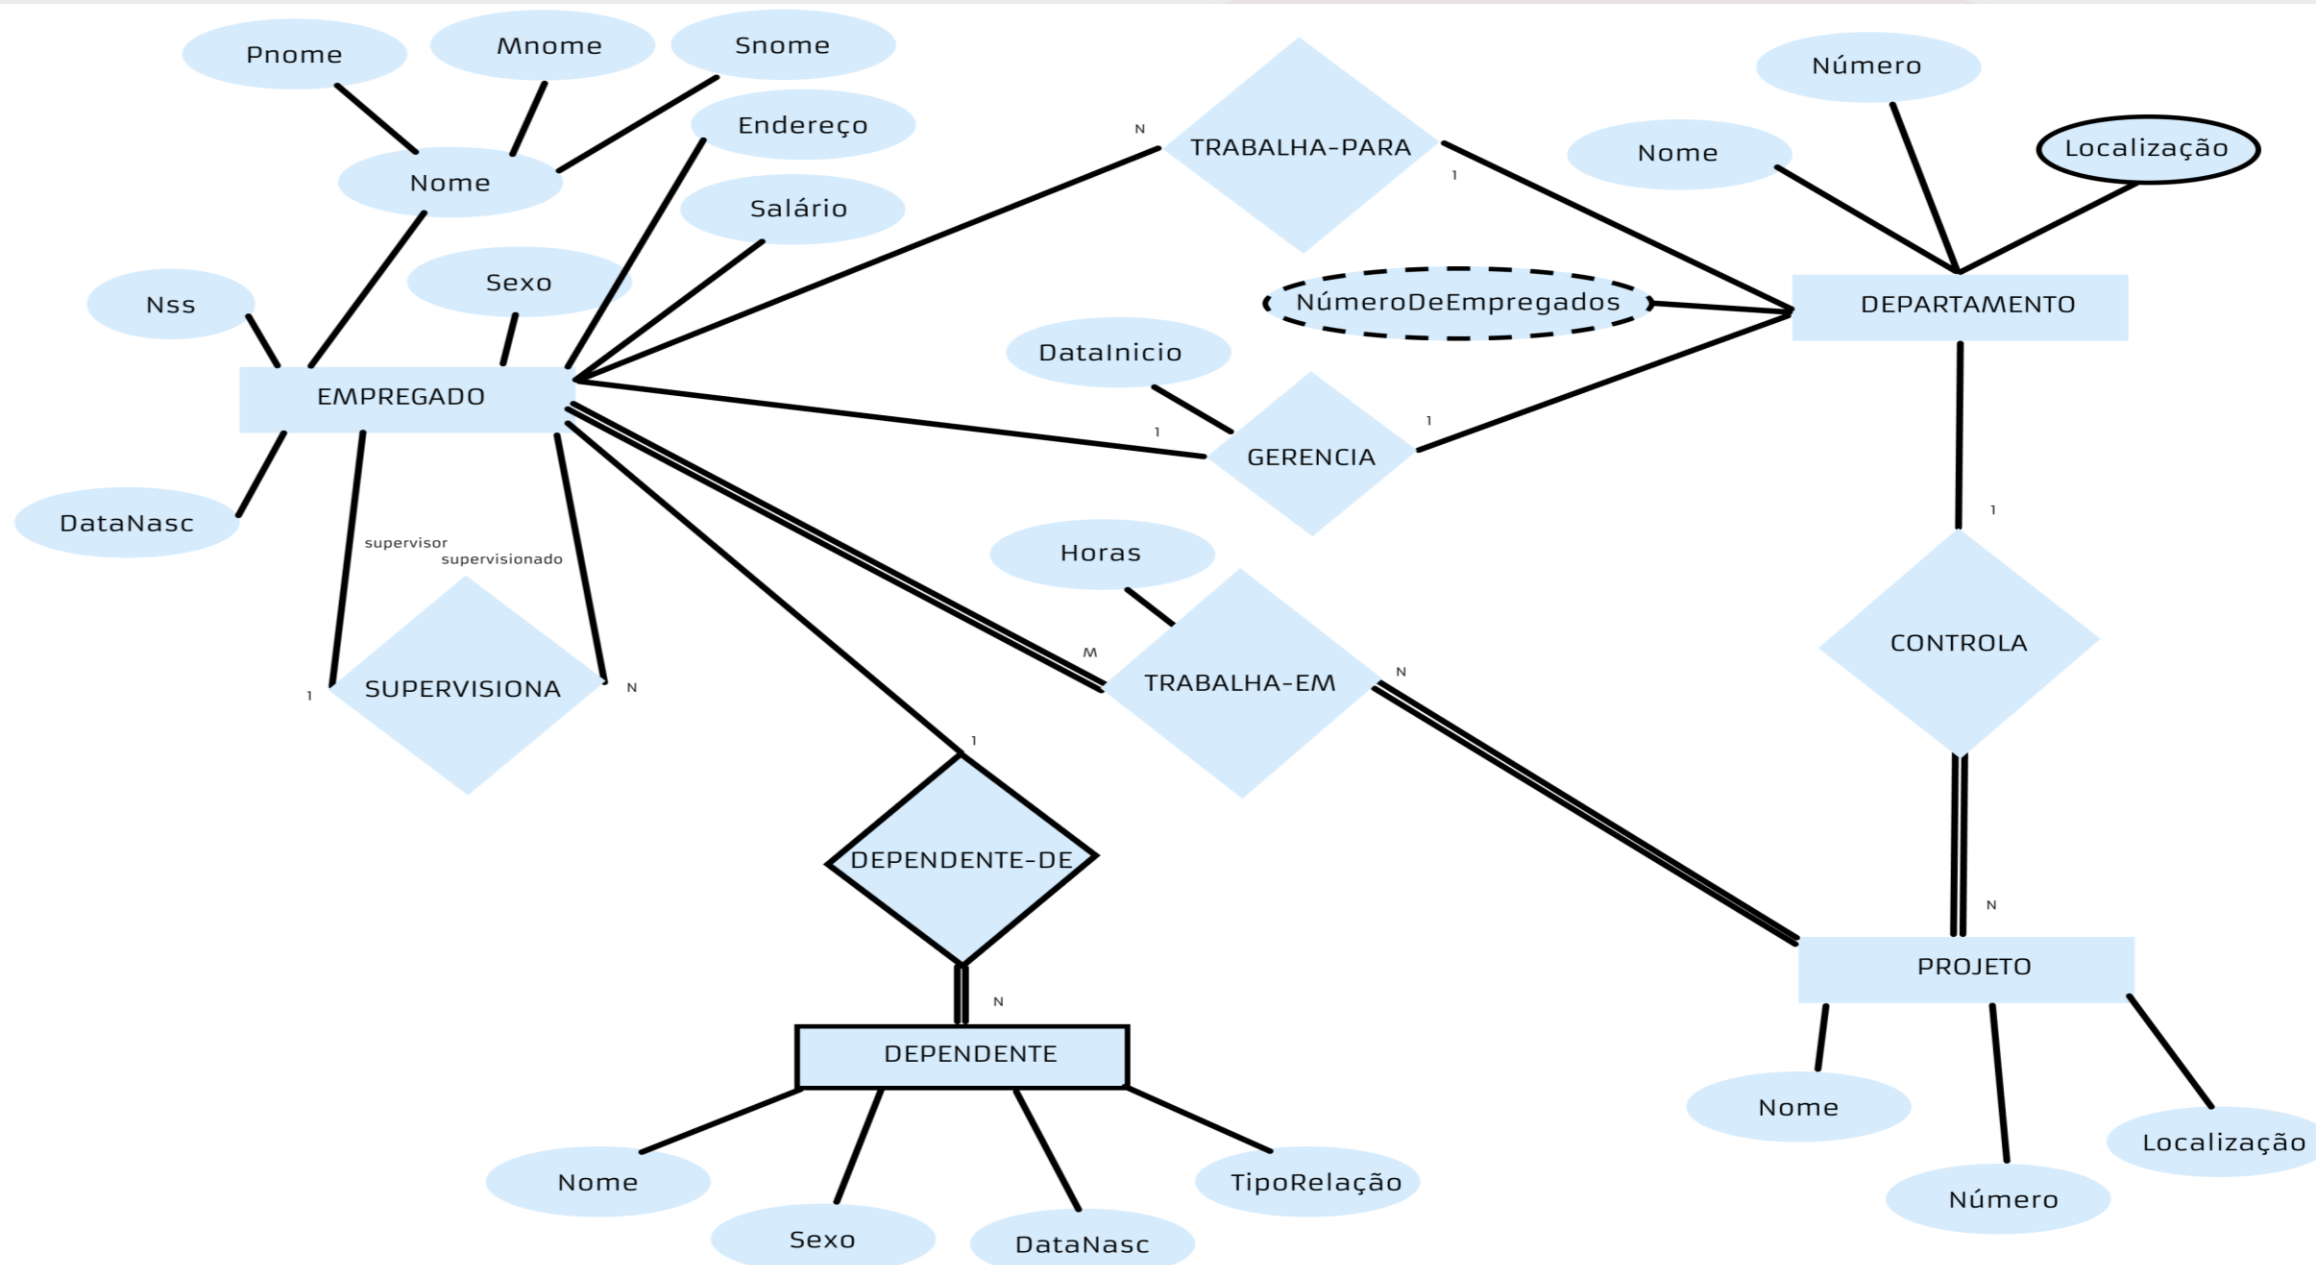 Pnome
Mnome
Snome
Número
Endereço
N
TRABALHA-PARA
Nome
Localização
Nome
1
Salário
Sexo
Nss
NúmeroDeEmpregados
DEPARTAMENTO
DataInicio
EMPREGADO
1
1
GERENCIA
1
DataNasc
supervisor
supervisionado
Horas
CONTROLA
M
N
TRABALHA-EM
1
SUPERVISIONA
N
1
DEPENDENTE-DE
N
PROJETO
N
DEPENDENTE
Nome
Localização
Nome
TipoRelação
Número
Sexo
DataNasc